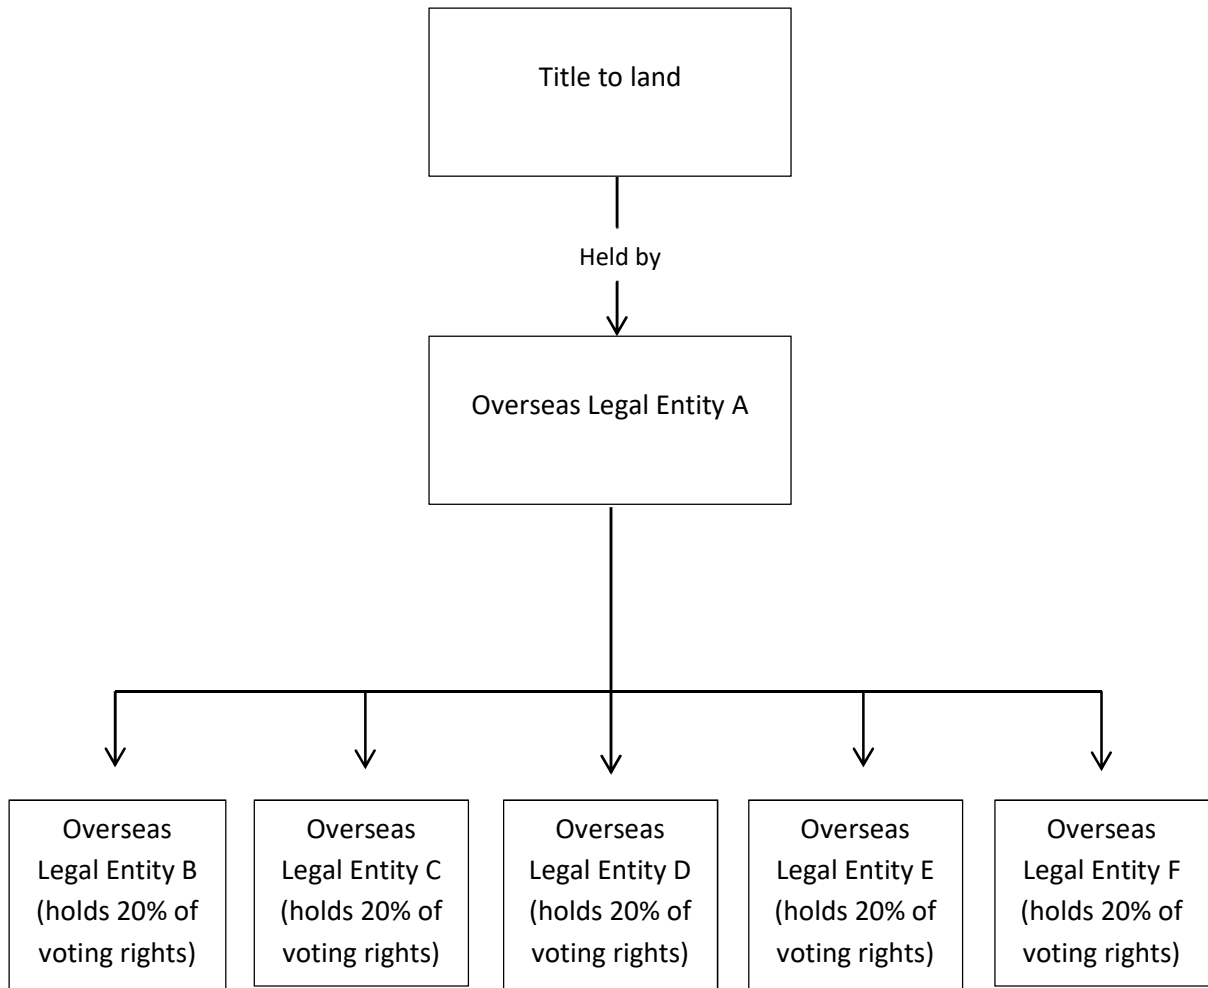 Title to land
Held by
Overseas Legal Entity A
Overseas
Legal Entity B
(holds 20% of
voting rights)
Overseas
Legal Entity C
(holds 20% of
voting rights)
Overseas
Legal Entity D
(holds 20% of
voting rights)
Overseas
Legal Entity E
(holds 20% of
voting rights)
Overseas
Legal Entity F
(holds 20% of
voting rights)